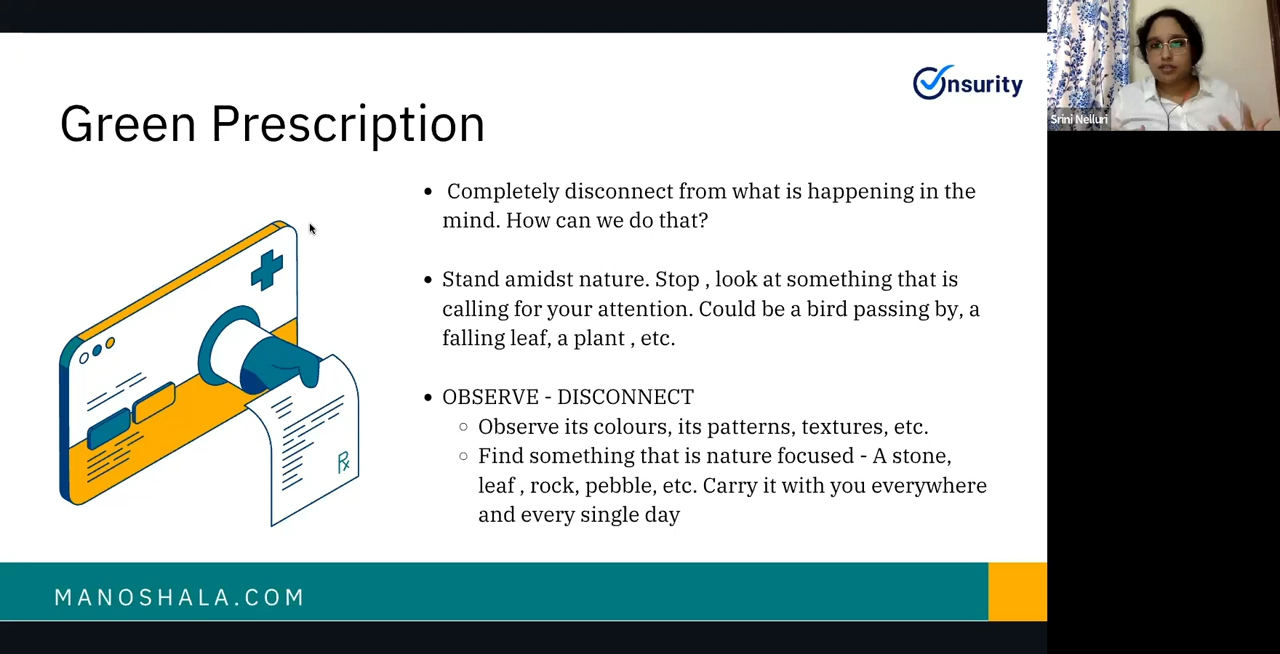 Onsurity
Srini Nelluri
Green Prescription
• Completely disconnect from what is happening in the
mind. How can we do that?
• Stand amidst nature. Stop , look at something that is
calling for your attention. Could be a bird passing by, a
falling leaf, a plant , etc.
• OBSERVE - DISCONNECT
◦ Observe its colours, its patterns, textures, etc.
◦ Find something that is nature focused - A stone,
leaf , rock, pebble, etc. Carry it with you everywhere
and every single day
Rx
MANOSHALA.COM